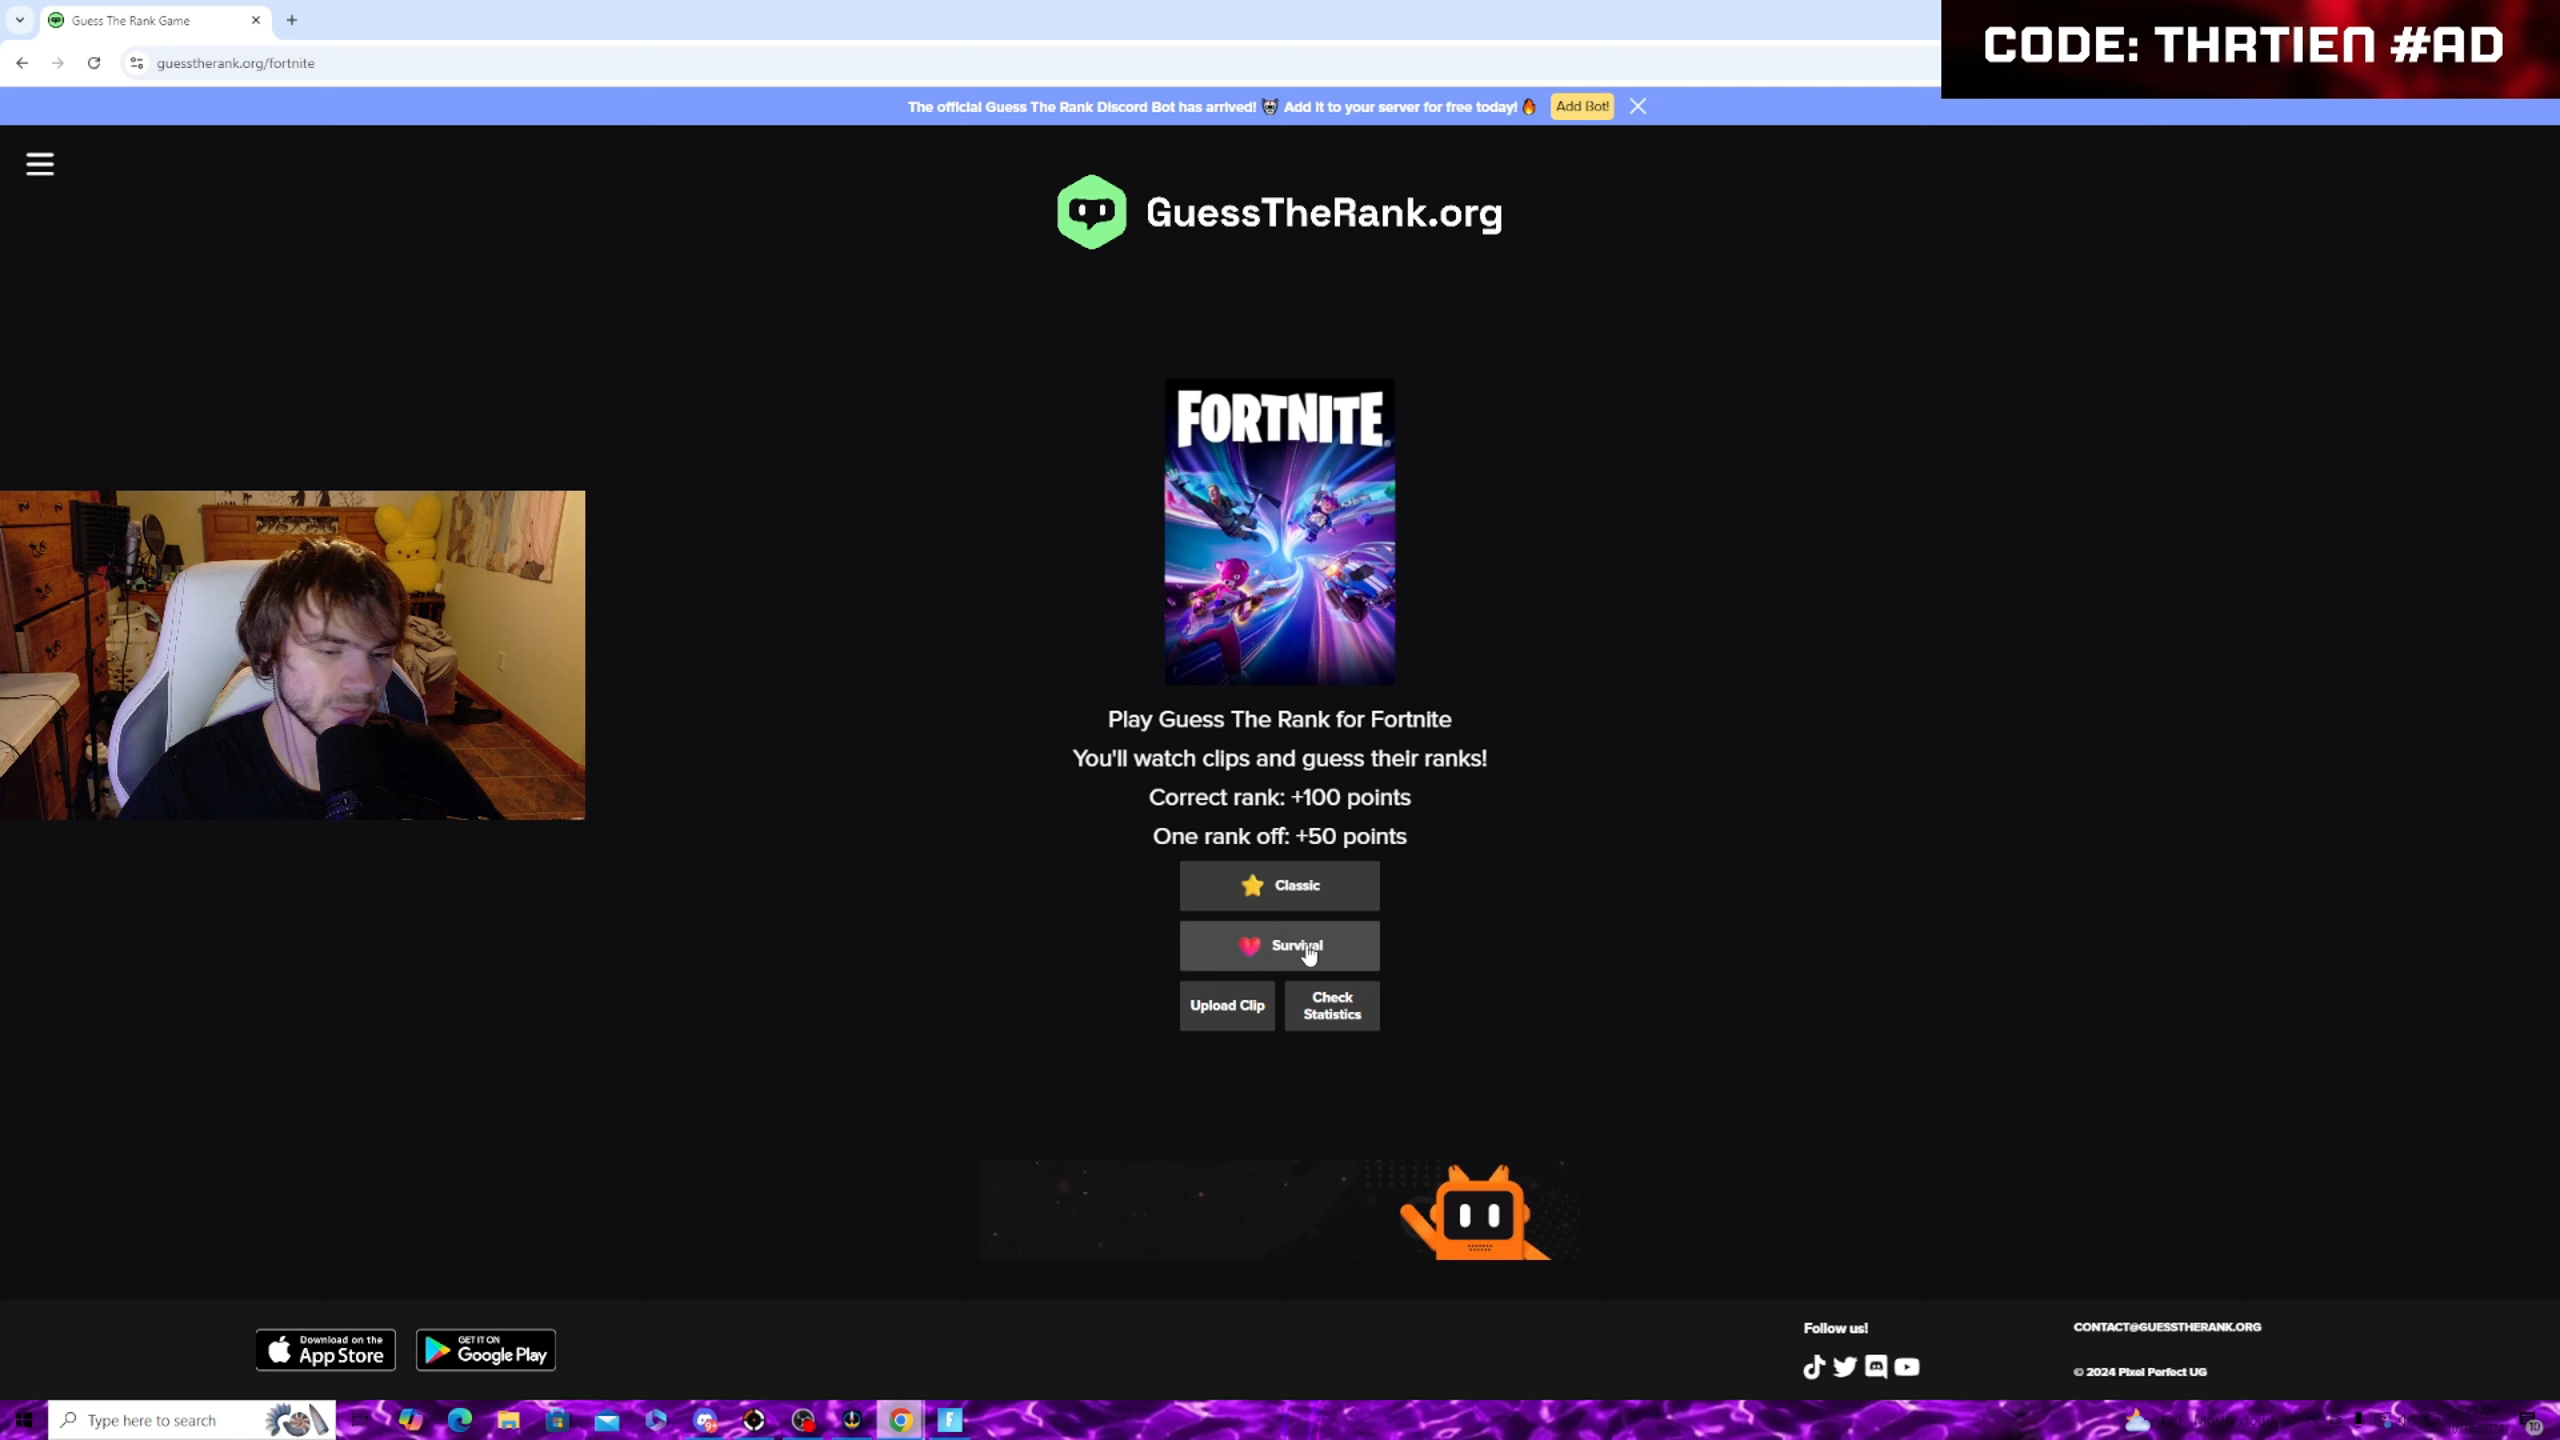 Guess The Rank Game
CODE: THRTIEN #AD
guesstherank.org/fortnite
The official Guess The Rank Discord Bot has arrived! Add it to your server for free today! Add Bot!
GuessTheRank.org
FORTNITE
Play Guess The Rank for Fortnite
You'll watch clips and guess their ranks!
Correct rank: +100 points
One rank off: +50 points
Classic
Survival
Upload Clip
Check
Statistics
Download on the
App Store
GET IT ON
Google Play
Follow us!
CONTACT@GUESSTHERANK.ORG
© 2024 Pixel Perfect UG
Type here to search